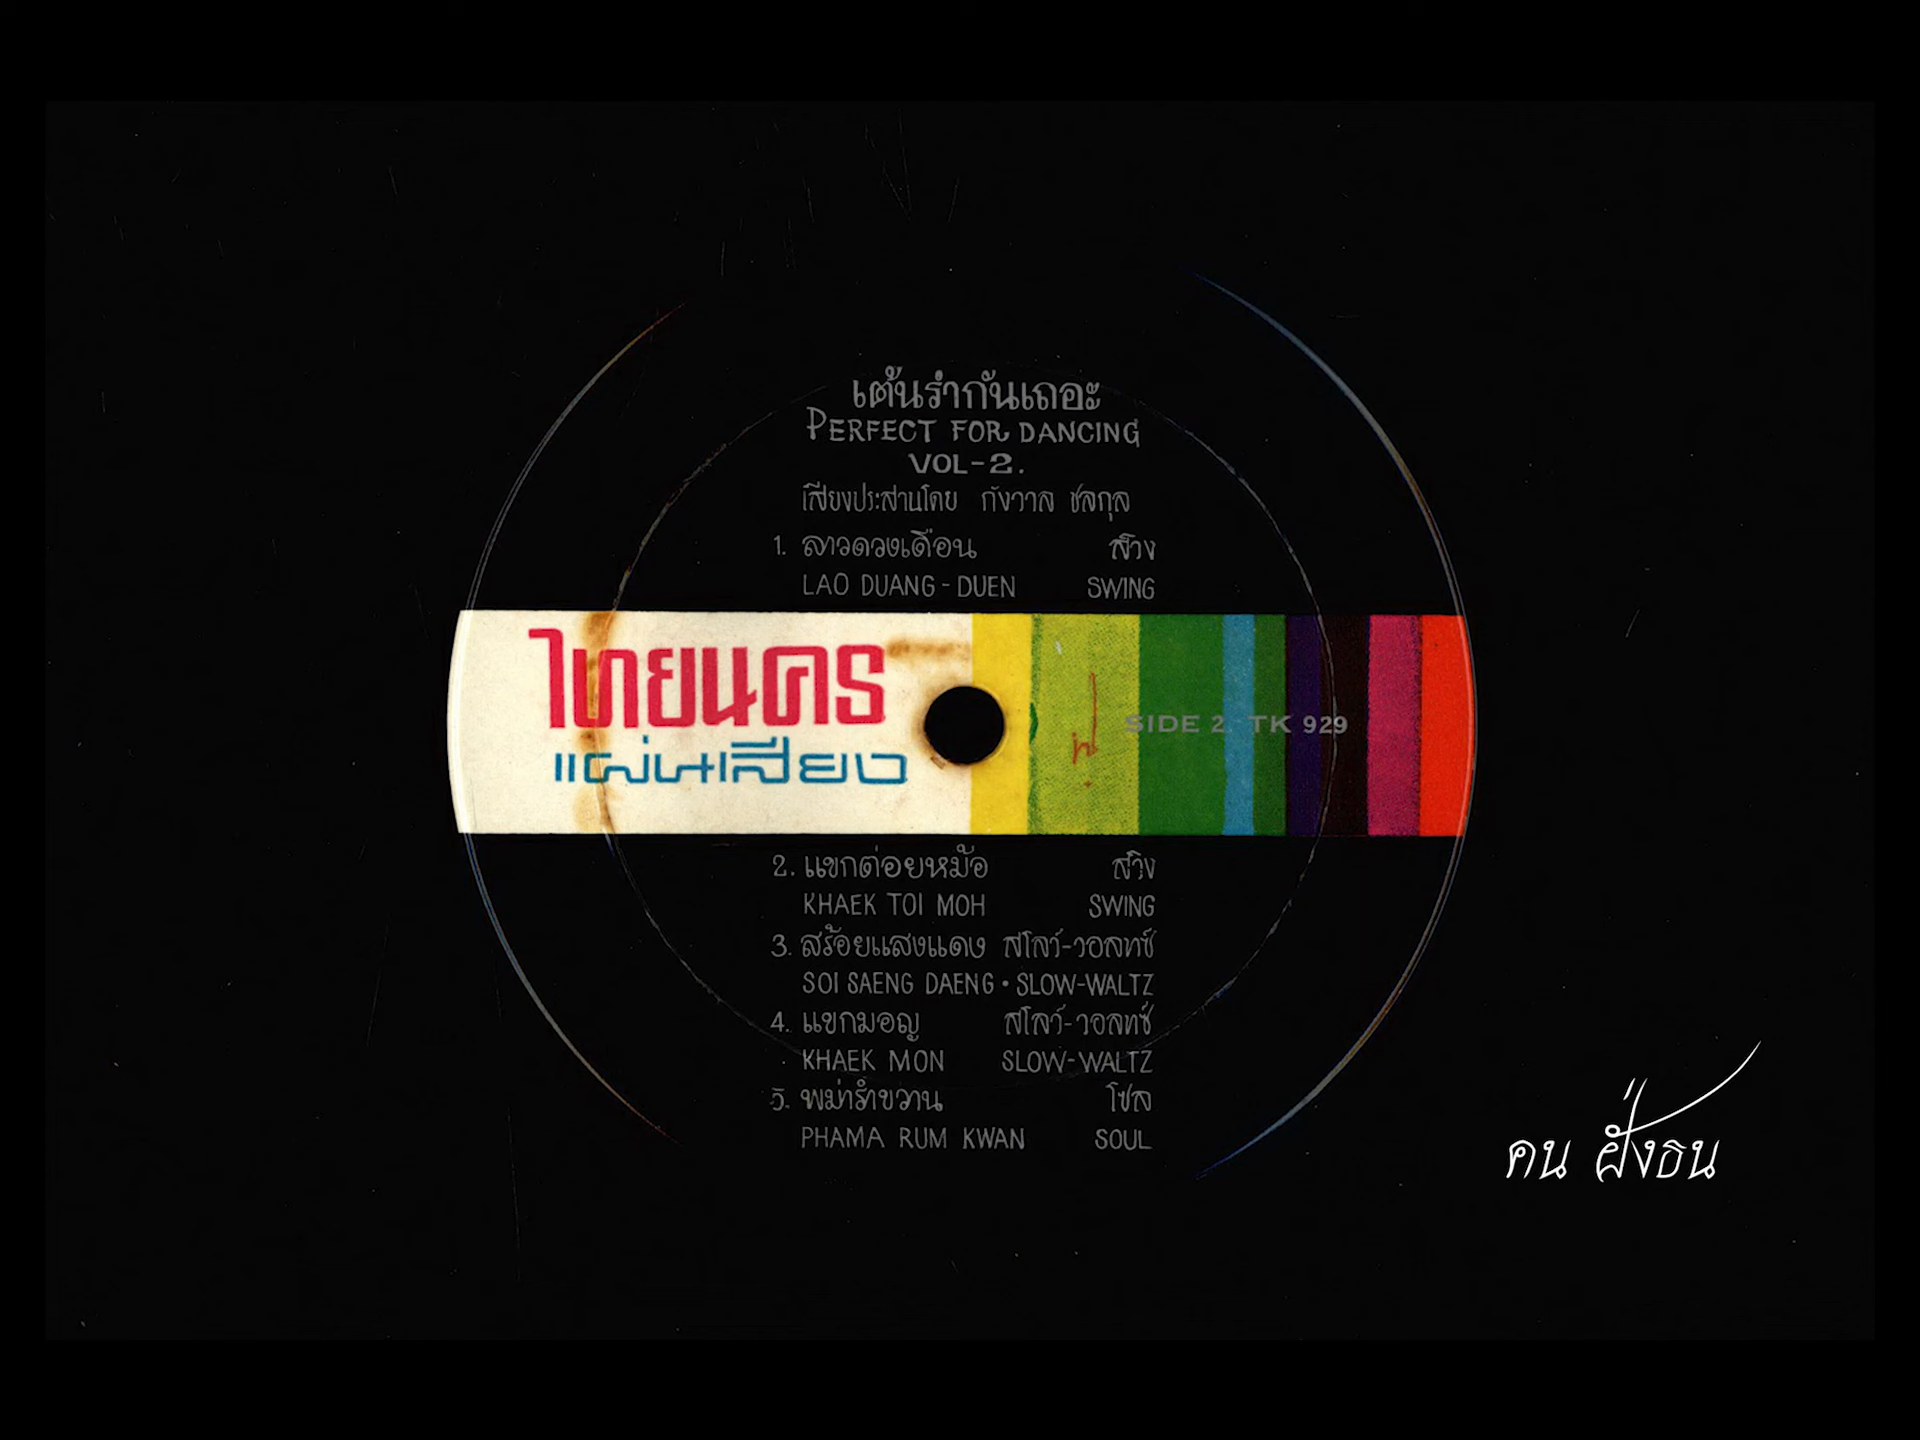 เต้นรำกันเถอะ
PERFECT FOR DANCING
VOL-2.
เสียงประสานโดย กังวาล ชลกุล
1. ลาวดวงเดือน สวิง
LAO DUANG-DUEN SWING
ไทยนคร
แผ่นเสียง
SIDE 2. TK 929
2. แขกต่อยหม้อ สวิง
KHAEK TOI MOH SWING
3. สร้อยแสงแดง สโลว์-วอลทซ์
SOI SAENG DAENG • SLOW-WALTZ
4. แขกมอญ สโลว์-วอลทซ์
KHAEK MON SLOW-WALTZ
5. พม่ารำขวาน โซล
PHAMA RUM KWAN SOUL
คน ฝั่งธน